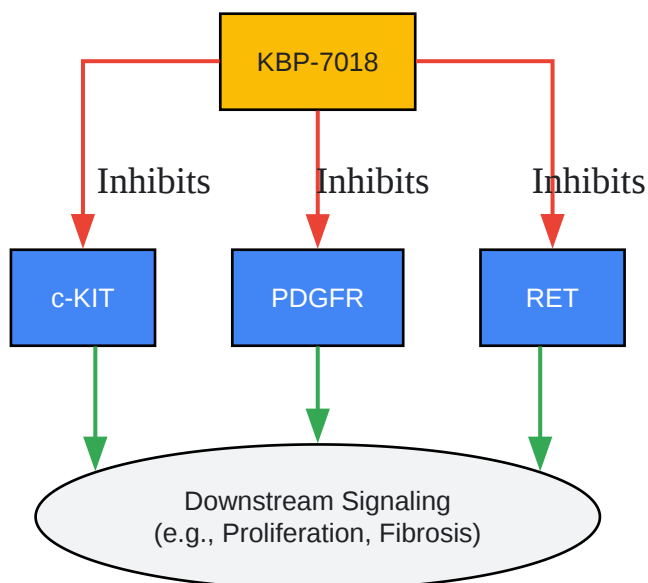 KBP-7018
Inhibits
Inhibits
Inhibits
c-KIT
PDGFR
RET
Downstream Signaling
(e.g., Proliferation, Fibrosis)